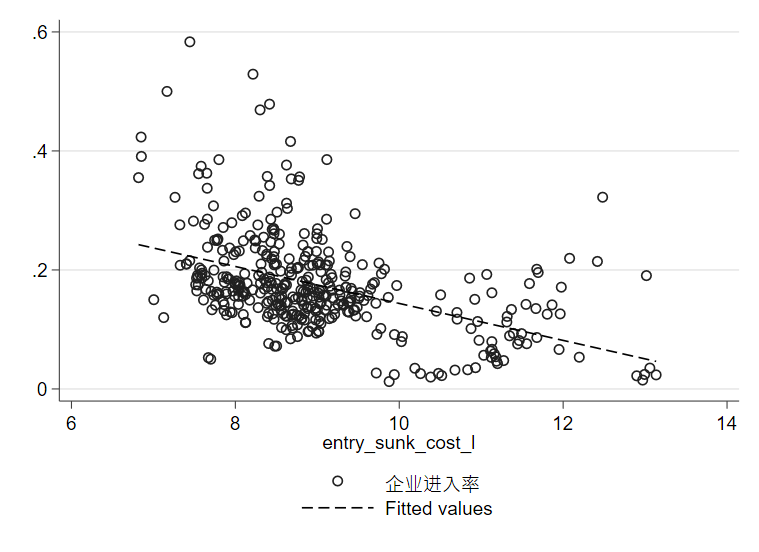 .6
.4
.2
0
6 8 10 12 14
entry_sunk_cost_l
企业进入率
Fitted values